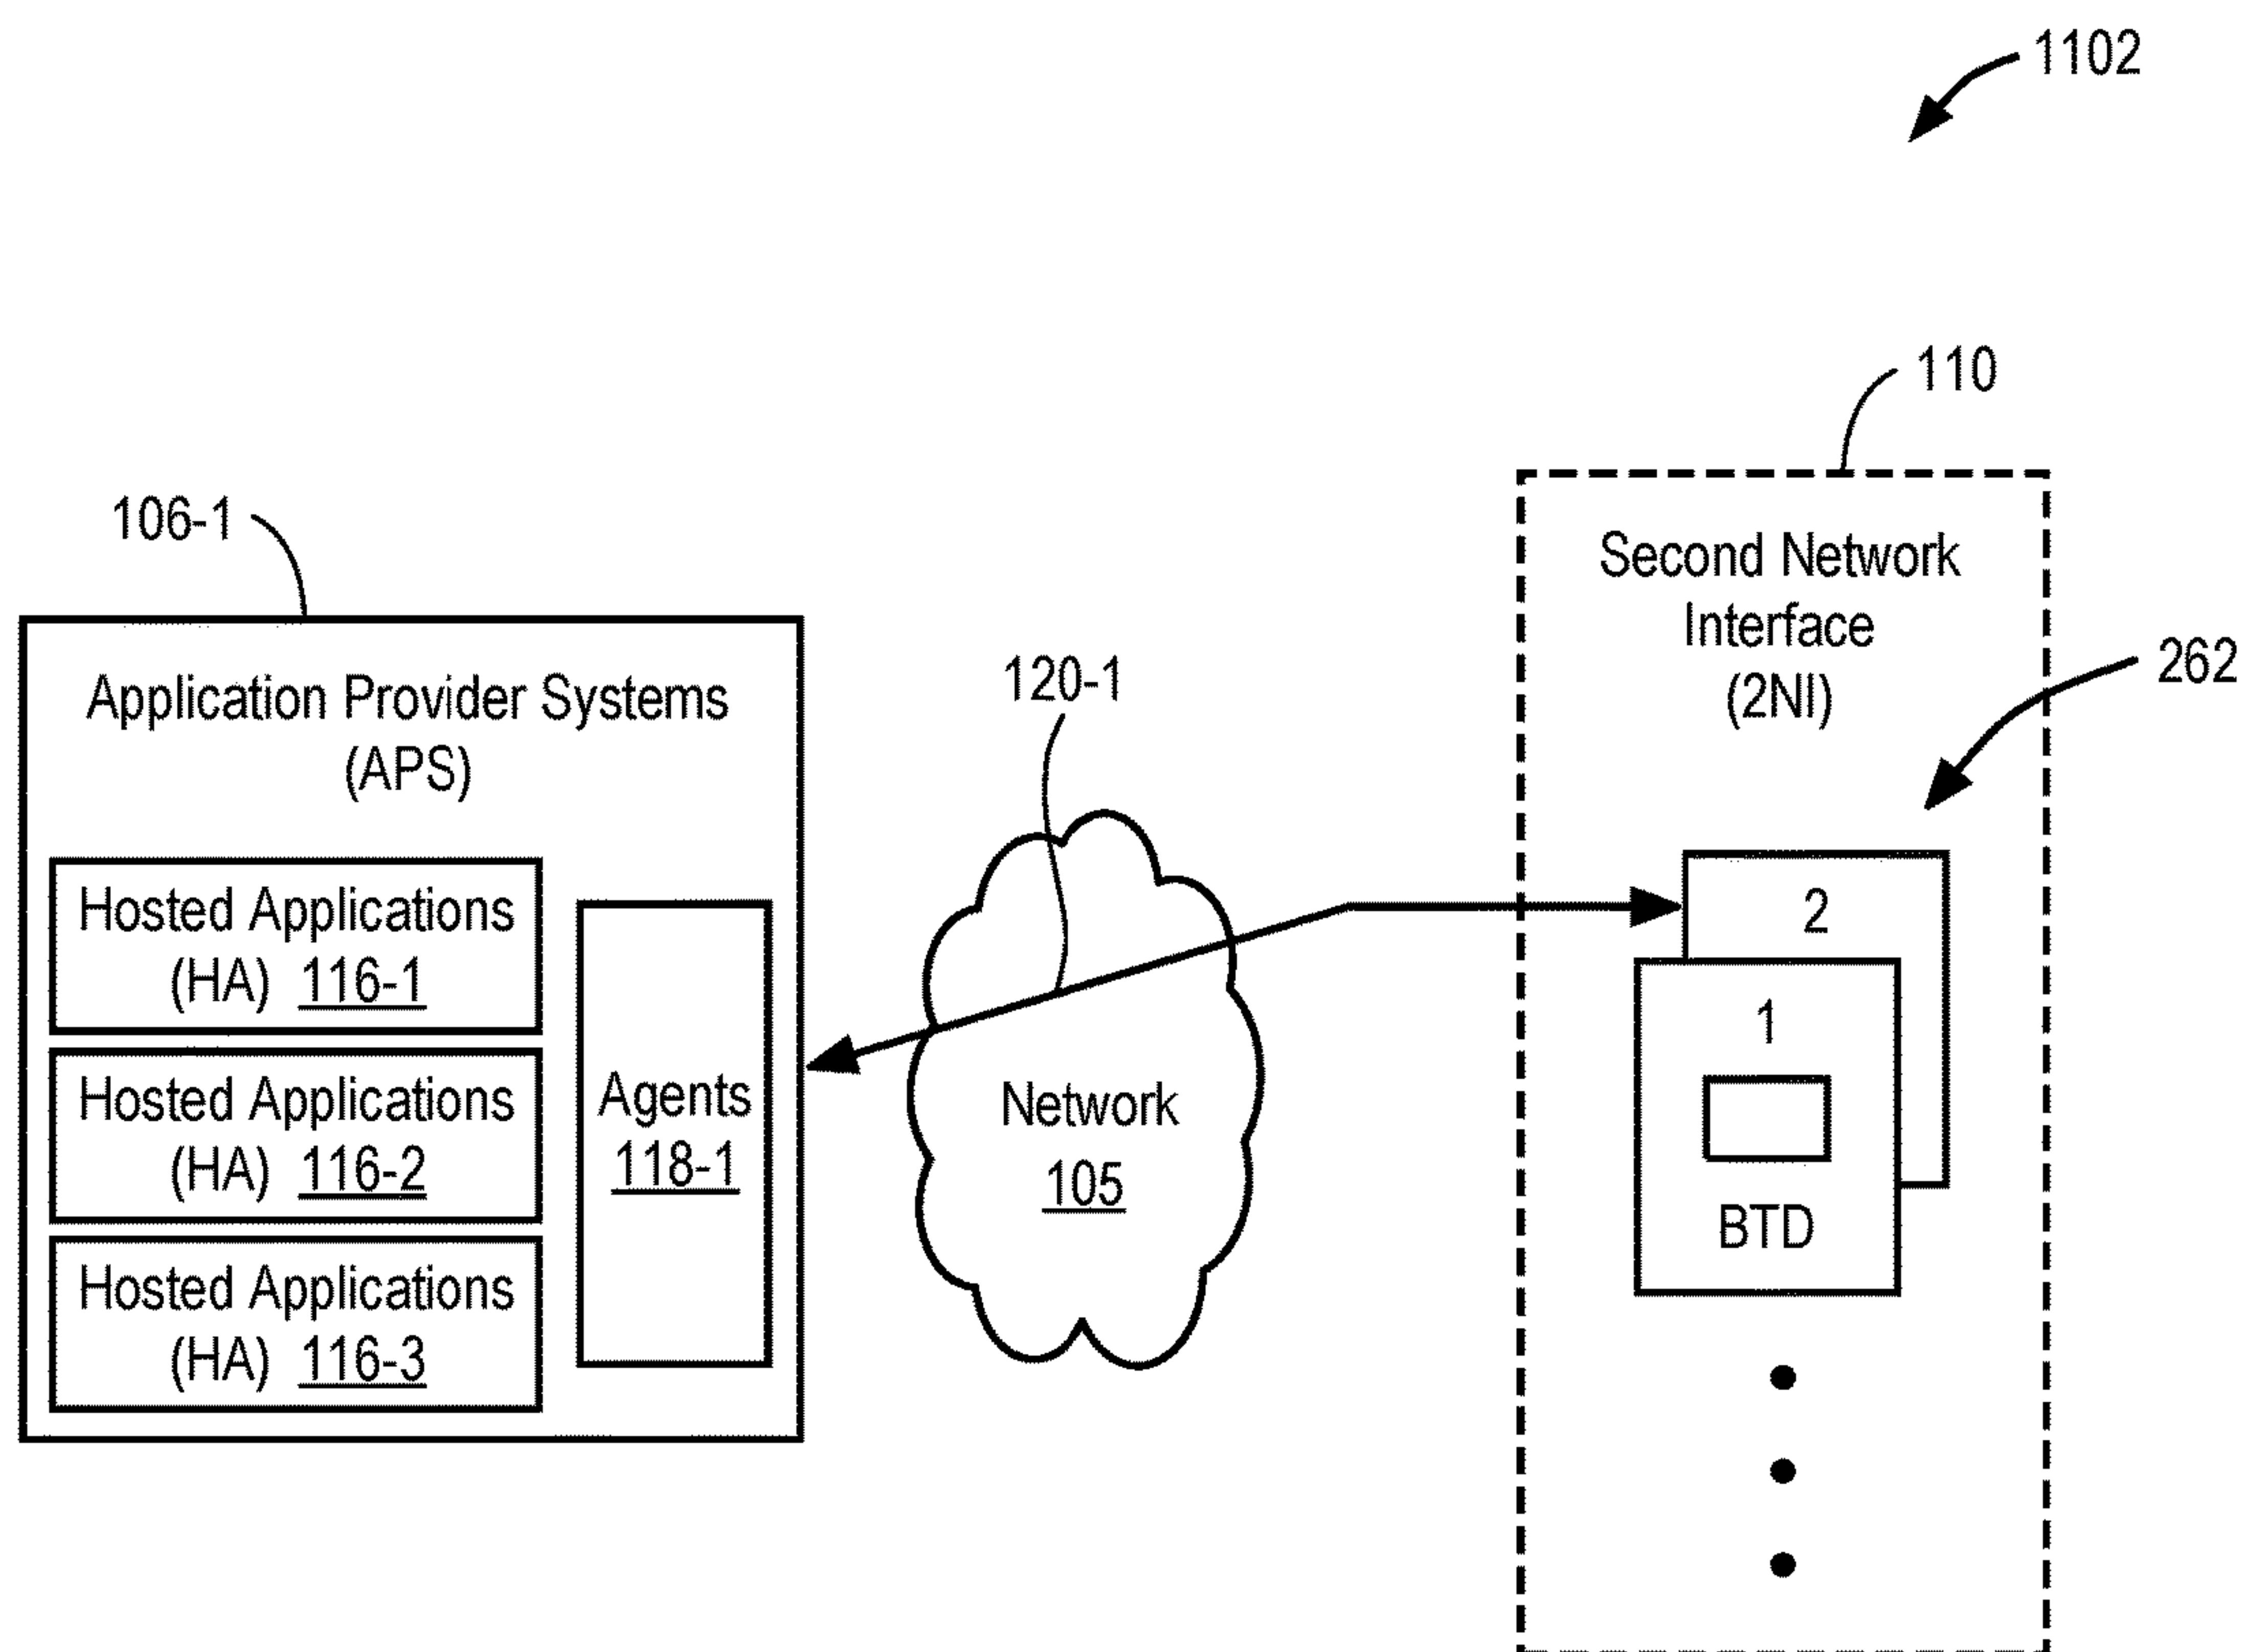 1102
110
106-1
Second Network
Interface
(2NI)
262
120-1
Application Provider Systems
(APS)
Hosted Applications
(HA) 116-1
Hosted Applications
(HA) 116-2
Hosted Applications
(HA) 116-3
Agents
118-1
Network
105
2
1
BTD